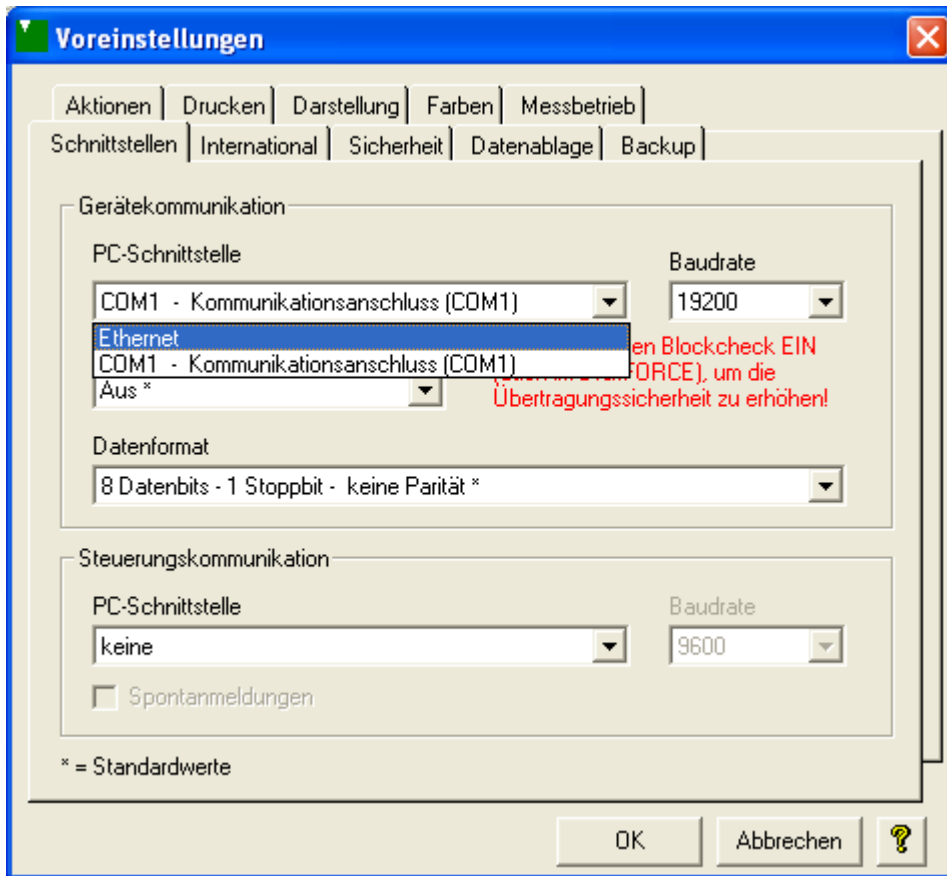 Voreinstellungen
Aktionen Drucken Darstellung Farben Messbetrieb
Schnittstellen International Sicherheit Datenablage Backup
Gerätekommunikation
PC-Schnittstelle Baudrate
COM1 - Kommunikationsanschluss (COM1) 19200
Ethernet
COM1 - Kommunikationsanschluss (COM1)
en Blockcheck EIN
FORCE), um die
Übertragungssicherheit zu erhöhen!
Aus *
Datenformat
8 Datenbits - 1 Stoppbit - keine Parität *
Steuerungskommunikation
PC-Schnittstelle Baudrate
keine 9600
Spontanmeldungen
* = Standardwerte
OK Abbrechen ?